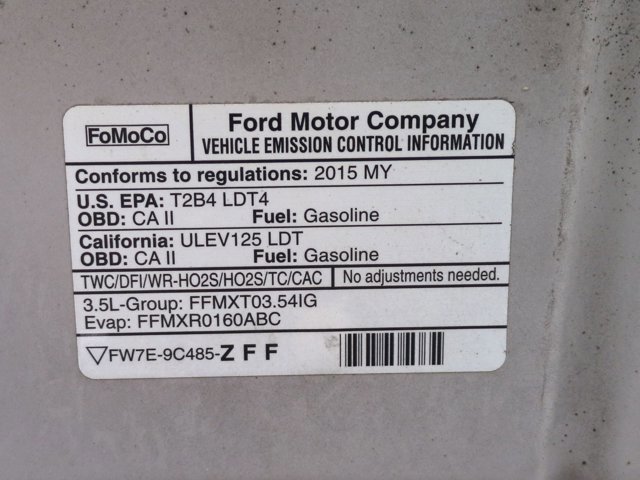 FoMoCo
Ford Motor Company
VEHICLE EMISSION CONTROL INFORMATION
Conforms to regulations: 2015 MY
U.S. EPA: T2B4 LDT4
OBD: CA II Fuel: Gasoline
California: ULEV125 LDT
OBD: CA II Fuel: Gasoline
TWC/DFI/WR-HO2S/HO2S/TC/CAC No adjustments needed.
3.5L-Group: FFMXT03.54IG
Evap: FFMXR0160ABC
FW7E-9C485-Z F F